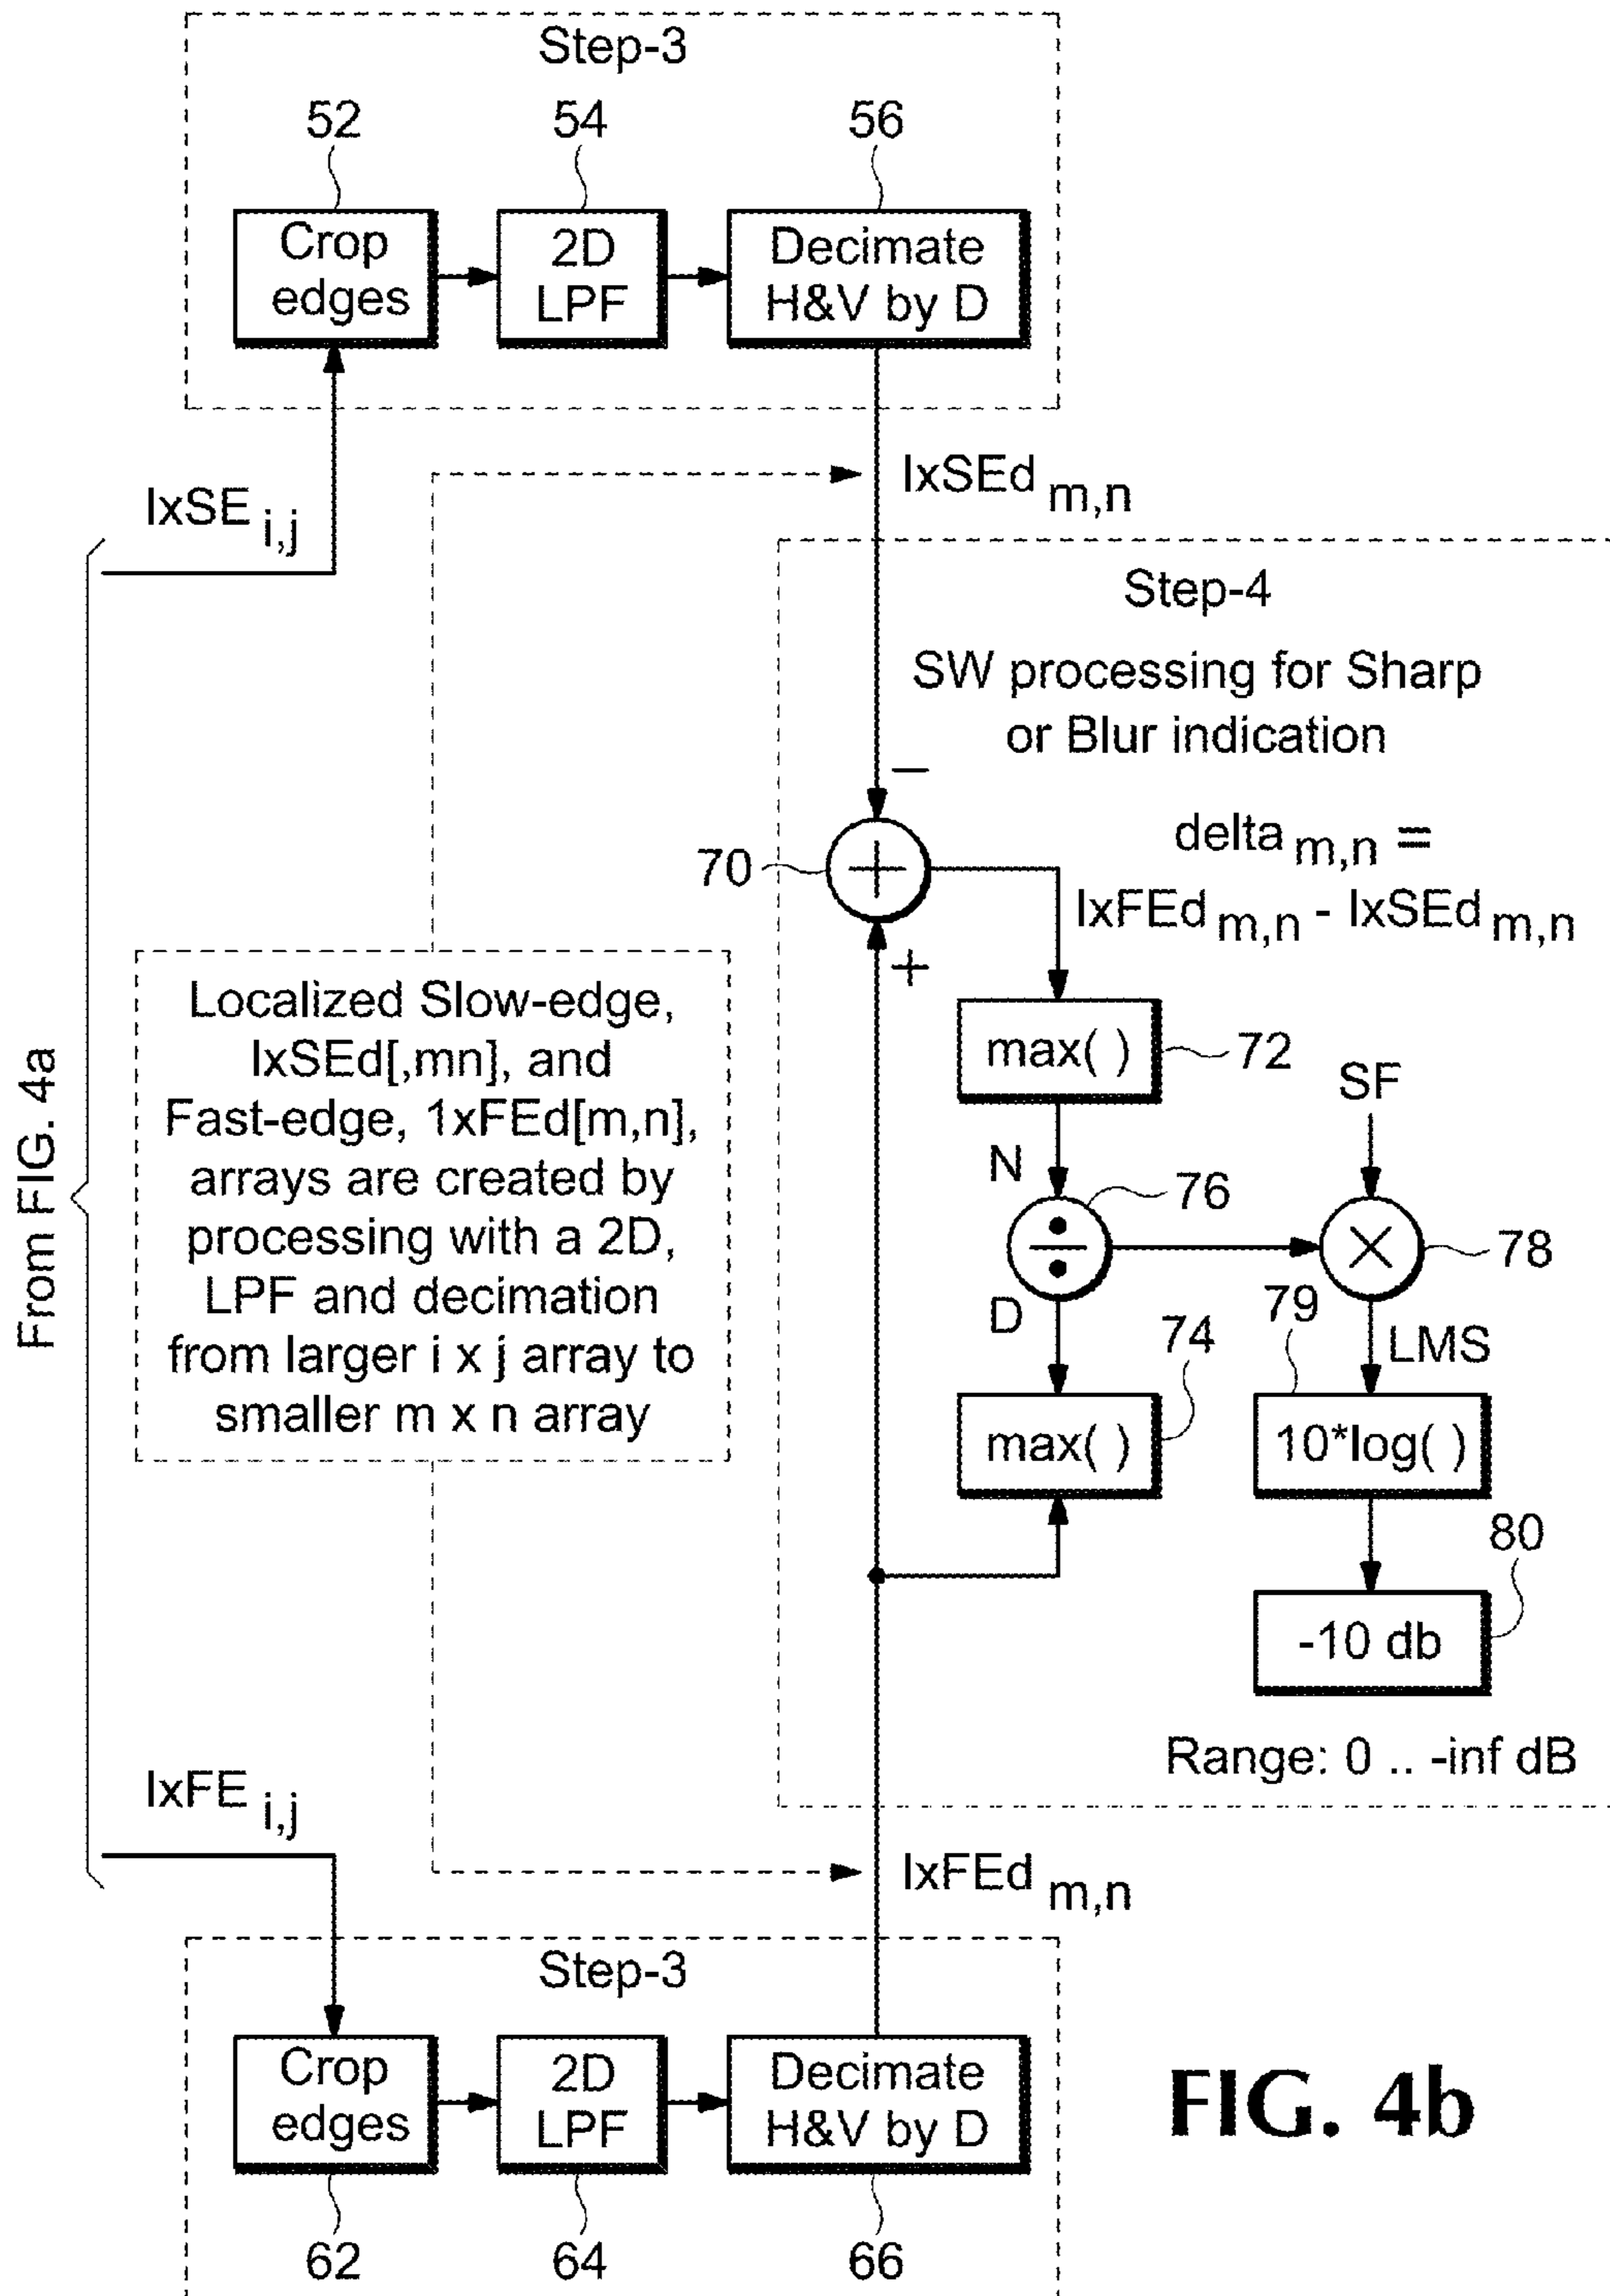 Step-3
52
54
56
Crop
edges
2D
LPF
Decimate
H&V by D
IxSE i,j
IxSEd m,n
From FIG. 4a
Step-4
SW processing for Sharp
or Blur indication
−
70
+
+
delta m,n =
IxFEd m,n - IxSEd m,n
Localized Slow-edge,
IxSEd[,mn], and
Fast-edge, 1xFEd[m,n],
arrays are created by
processing with a 2D,
LPF and decimation
from larger i x j array to
smaller m x n array
max( )
72
SF
N
76
÷
×
78
D
74
79
LMS
max( )
10*log( )
80
-10 db
Range: 0 .. -inf dB
IxFE i,j
IxFEd m,n
Step-3
Crop
edges
2D
LPF
Decimate
H&V by D
62
64
66
FIG. 4b